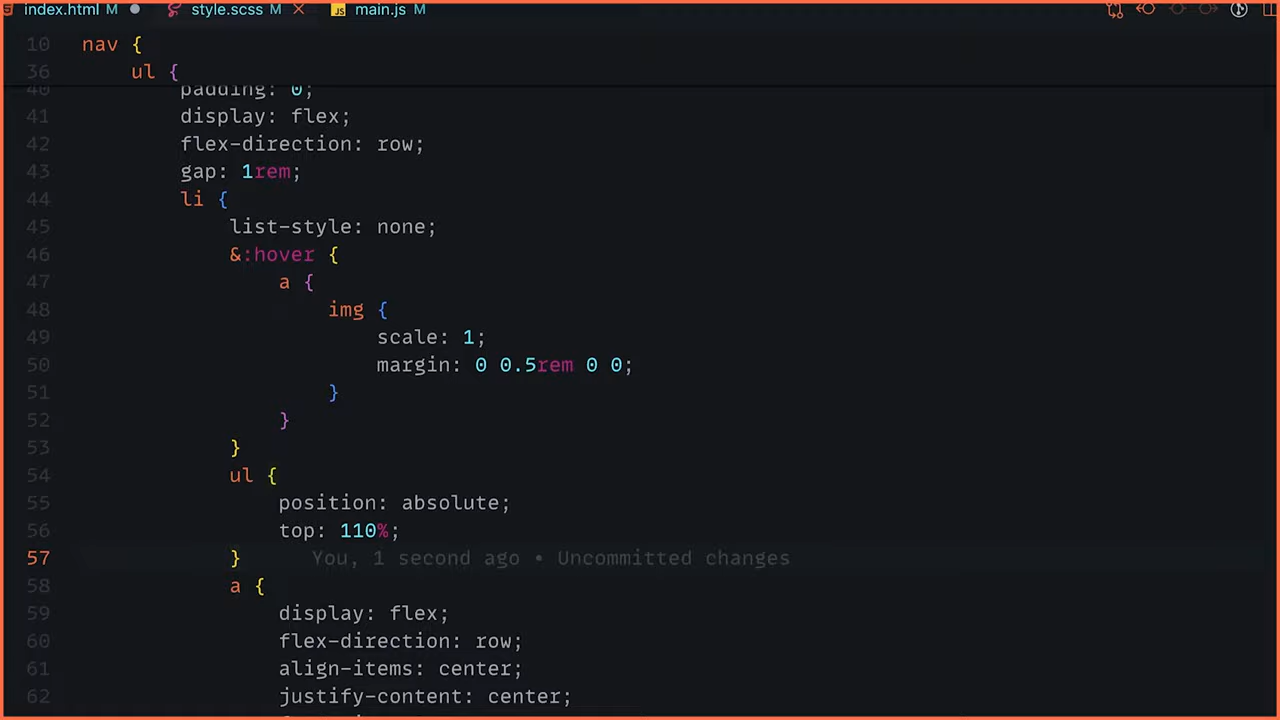 index.html M style.scss M JS main.js M
10 nav {
36 ul {
40 padding: 0;
41 display: flex;
42 flex-direction: row;
43 gap: 1rem;
44 li {
45 list-style: none;
46 &:hover {
47 a {
48 img {
49 scale: 1;
50 margin: 0 0.5rem 0 0;
51 }
52 }
53 }
54 ul {
55 position: absolute;
56 top: 110%;
57 } You, 1 second ago • Uncommitted changes
58 a {
59 display: flex;
60 flex-direction: row;
61 align-items: center;
62 justify-content: center;